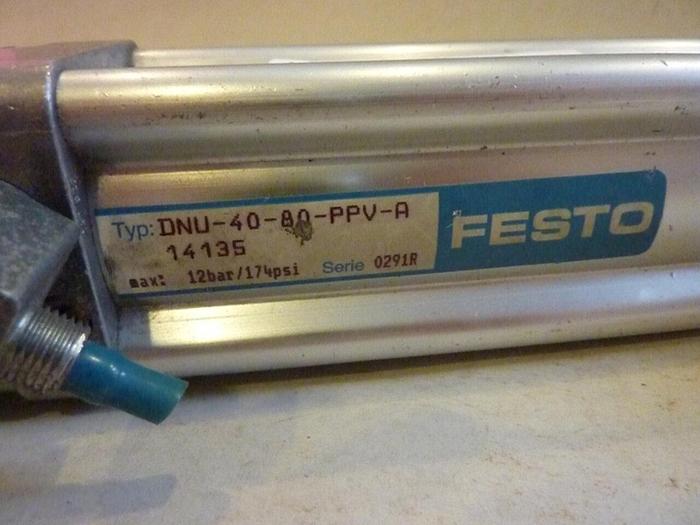 Typ: DNU-40-80-PPV-A
14135
max: 12bar/174psi Serie 0291R
FESTO